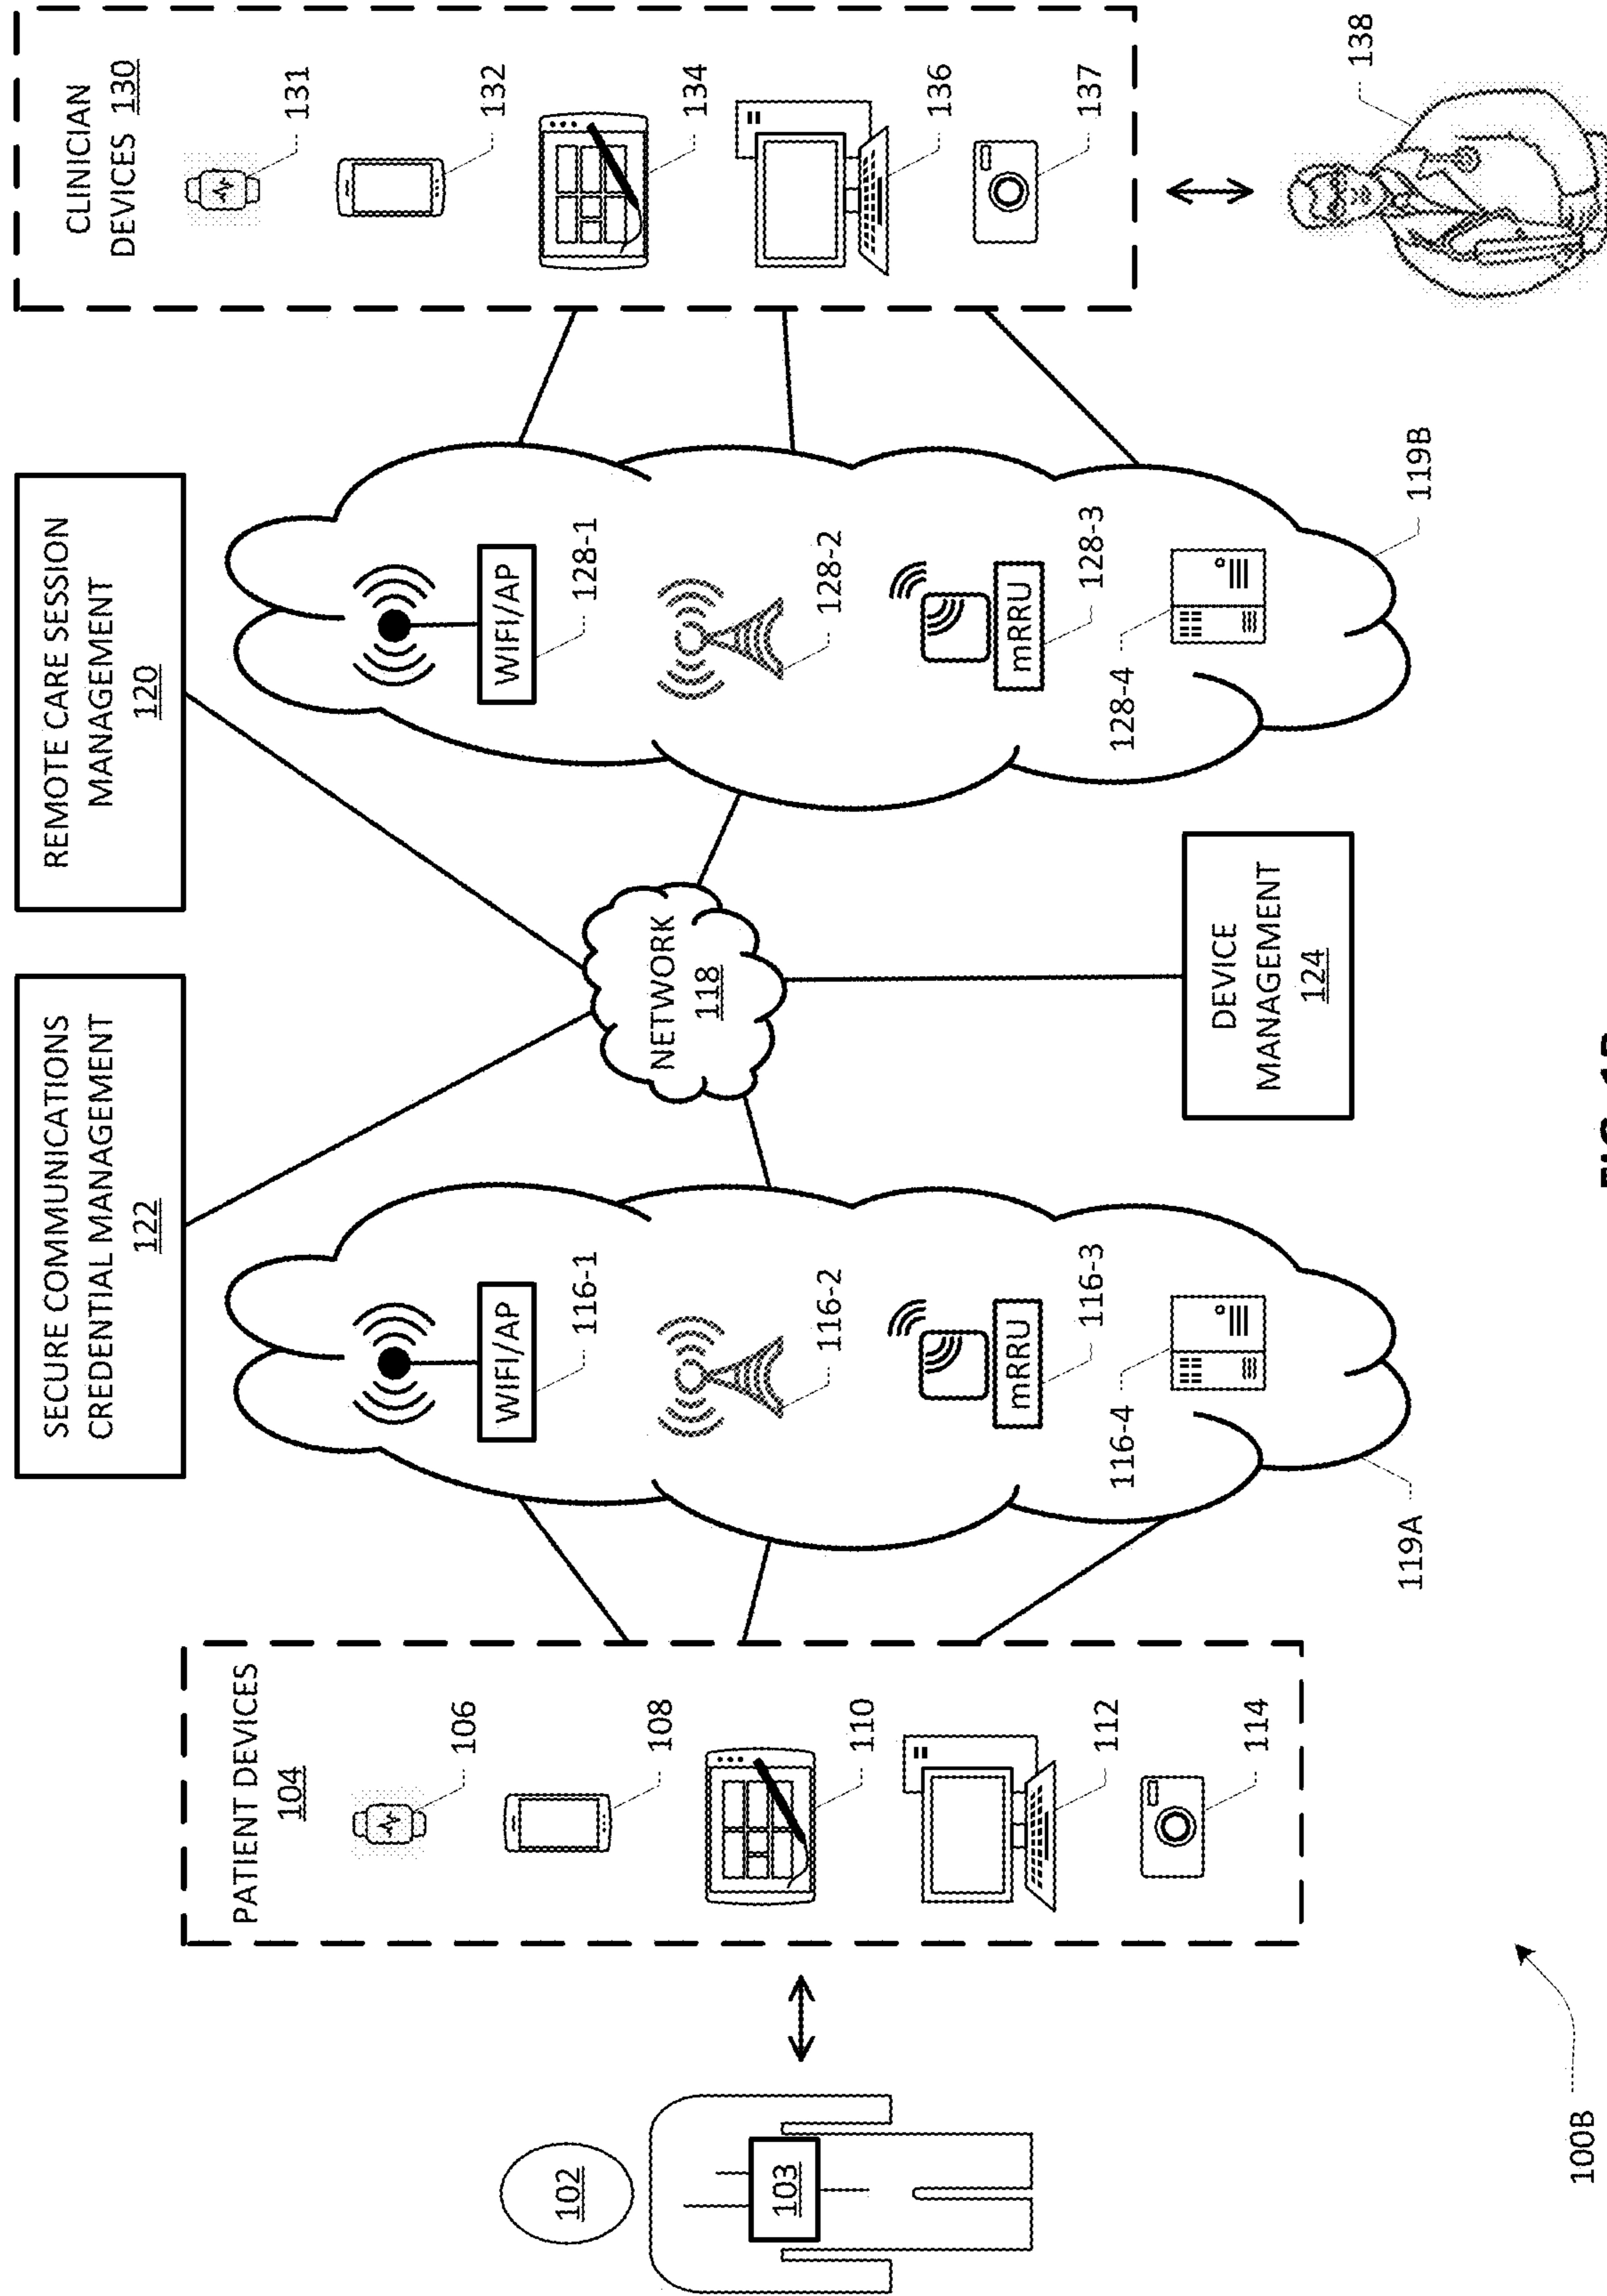 SECURE COMMUNICATIONS
CREDENTIAL MANAGEMENT
122
REMOTE CARE SESSION
MANAGEMENT
120
CLINICIAN
DEVICES 130
131
132
134
136
137
138
PATIENT DEVICES
104
106
108
110
112
114
102
103
WIFI/AP
116-1
116-2
mRRU
116-3
116-4
119A
NETWORK
118
DEVICE
MANAGEMENT
124
WIFI/AP
128-1
128-2
mRRU
128-3
128-4
119B
100B